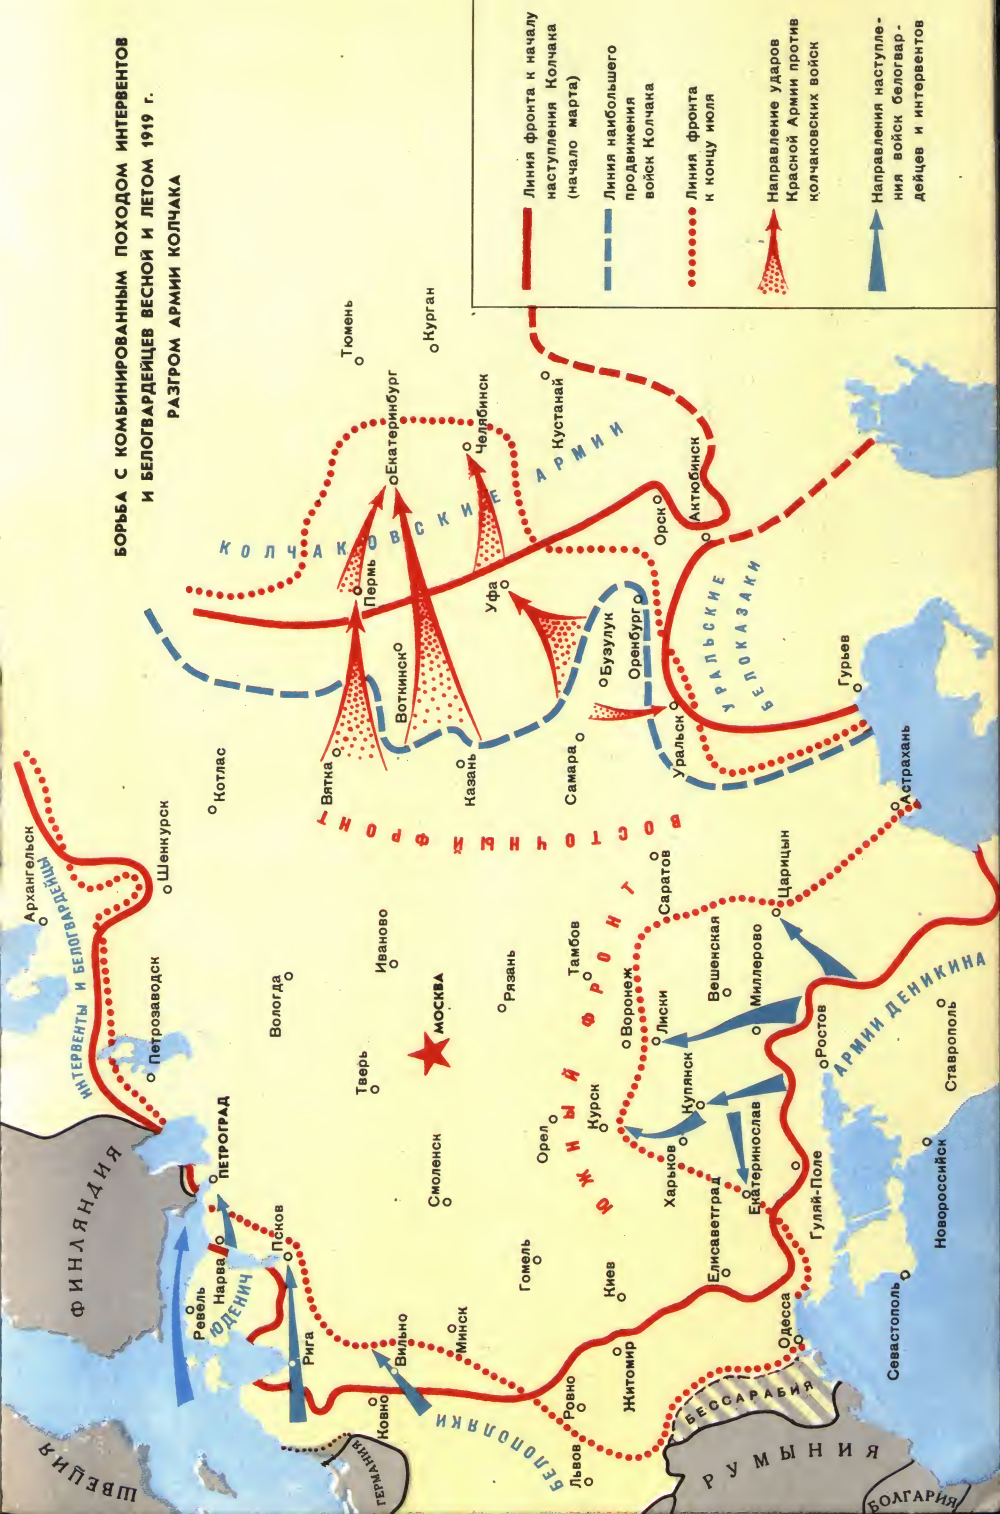 БОРЬБА С КОМБИНИРОВАННЫМ ПОХОДОМ ИНТЕРВЕНТОВ
И БЕЛОГВАРДЕЙЦЕВ ВЕСНОЙ И ЛЕТОМ 1919 г.
РАЗГРОМ АРМИИ КОЛЧАКА
Линия фронта к началу
наступления Колчака
(начало марта)
Линия наибольшего
продвижения
войск Колчака
Линия фронта
к концу июля
Направление ударов
Красной Армии против
колчаковских войск
Направления наступле-
ния войск белогвар-
дейцев и интервентов
ШВЕЦИЯ
ФИНЛЯНДИЯ
ГЕРМАНИЯ
РУМЫНИЯ
БОЛГАРИЯ
БЕССАРАБИЯ
ИНТЕРВЕНТЫ И БЕЛОГВАРДЕЙЦЫ
КОЛЧАКОВСКИЕ АРМИИ
УРАЛЬСКИЕ
БЕЛОКАЗАКИ
АРМИИ ДЕНИКИНА
ЮДЕНИЧ
БЕЛОПОЛЯКИ
ВОСТОЧНЫЙ ФРОНТ
ЮЖНЫЙ ФРОНТ
Архангельск
Шенкурск
Котлас
Петрозаводск
Вологда
ПЕТРОГРАД
Ревель
Нарва
Псков
Рига
Ковно
Вильно
Минск
Смоленск
Тверь
МОСКВА
Иваново
Рязань
Вятка
Казань
Воткинск
Пермь
Екатеринбург
Тюмень
Курган
Челябинск
Кустанай
Уфа
Орск
Актюбинск
Бузулук
Оренбург
Самара
Уральск
Гурьев
Астрахань
Саратов
Царицын
Тамбов
Воронеж
Лиски
Вешенская
Миллерово
Орел
Курск
Купянск
Харьков
Екатеринослав
Ростов
Ставрополь
Новороссийск
Гуляй-Поле
Елисаветград
Гомель
Киев
Житомир
Ровно
Львов
Одесса
Севастополь